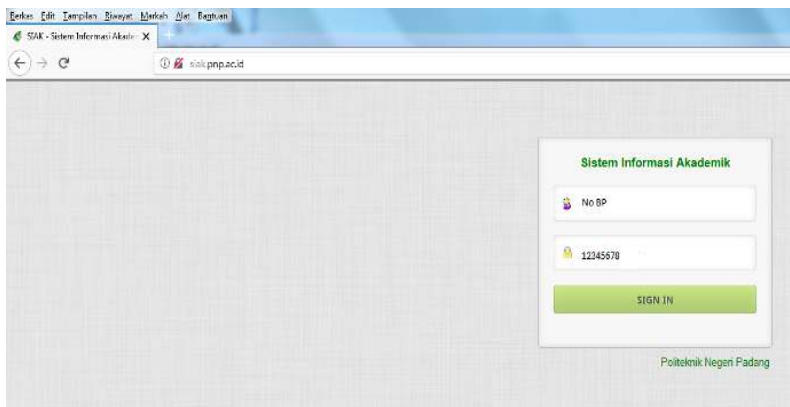 Berkas Edit Tampilan Riwayat Markah Alat Bantuan
SIAK - Sistem Informasi Akade
siak.pnp.ac.id
Sistem Informasi Akademik
No BP
12345678
SIGN IN
Politeknik Negeri Padang